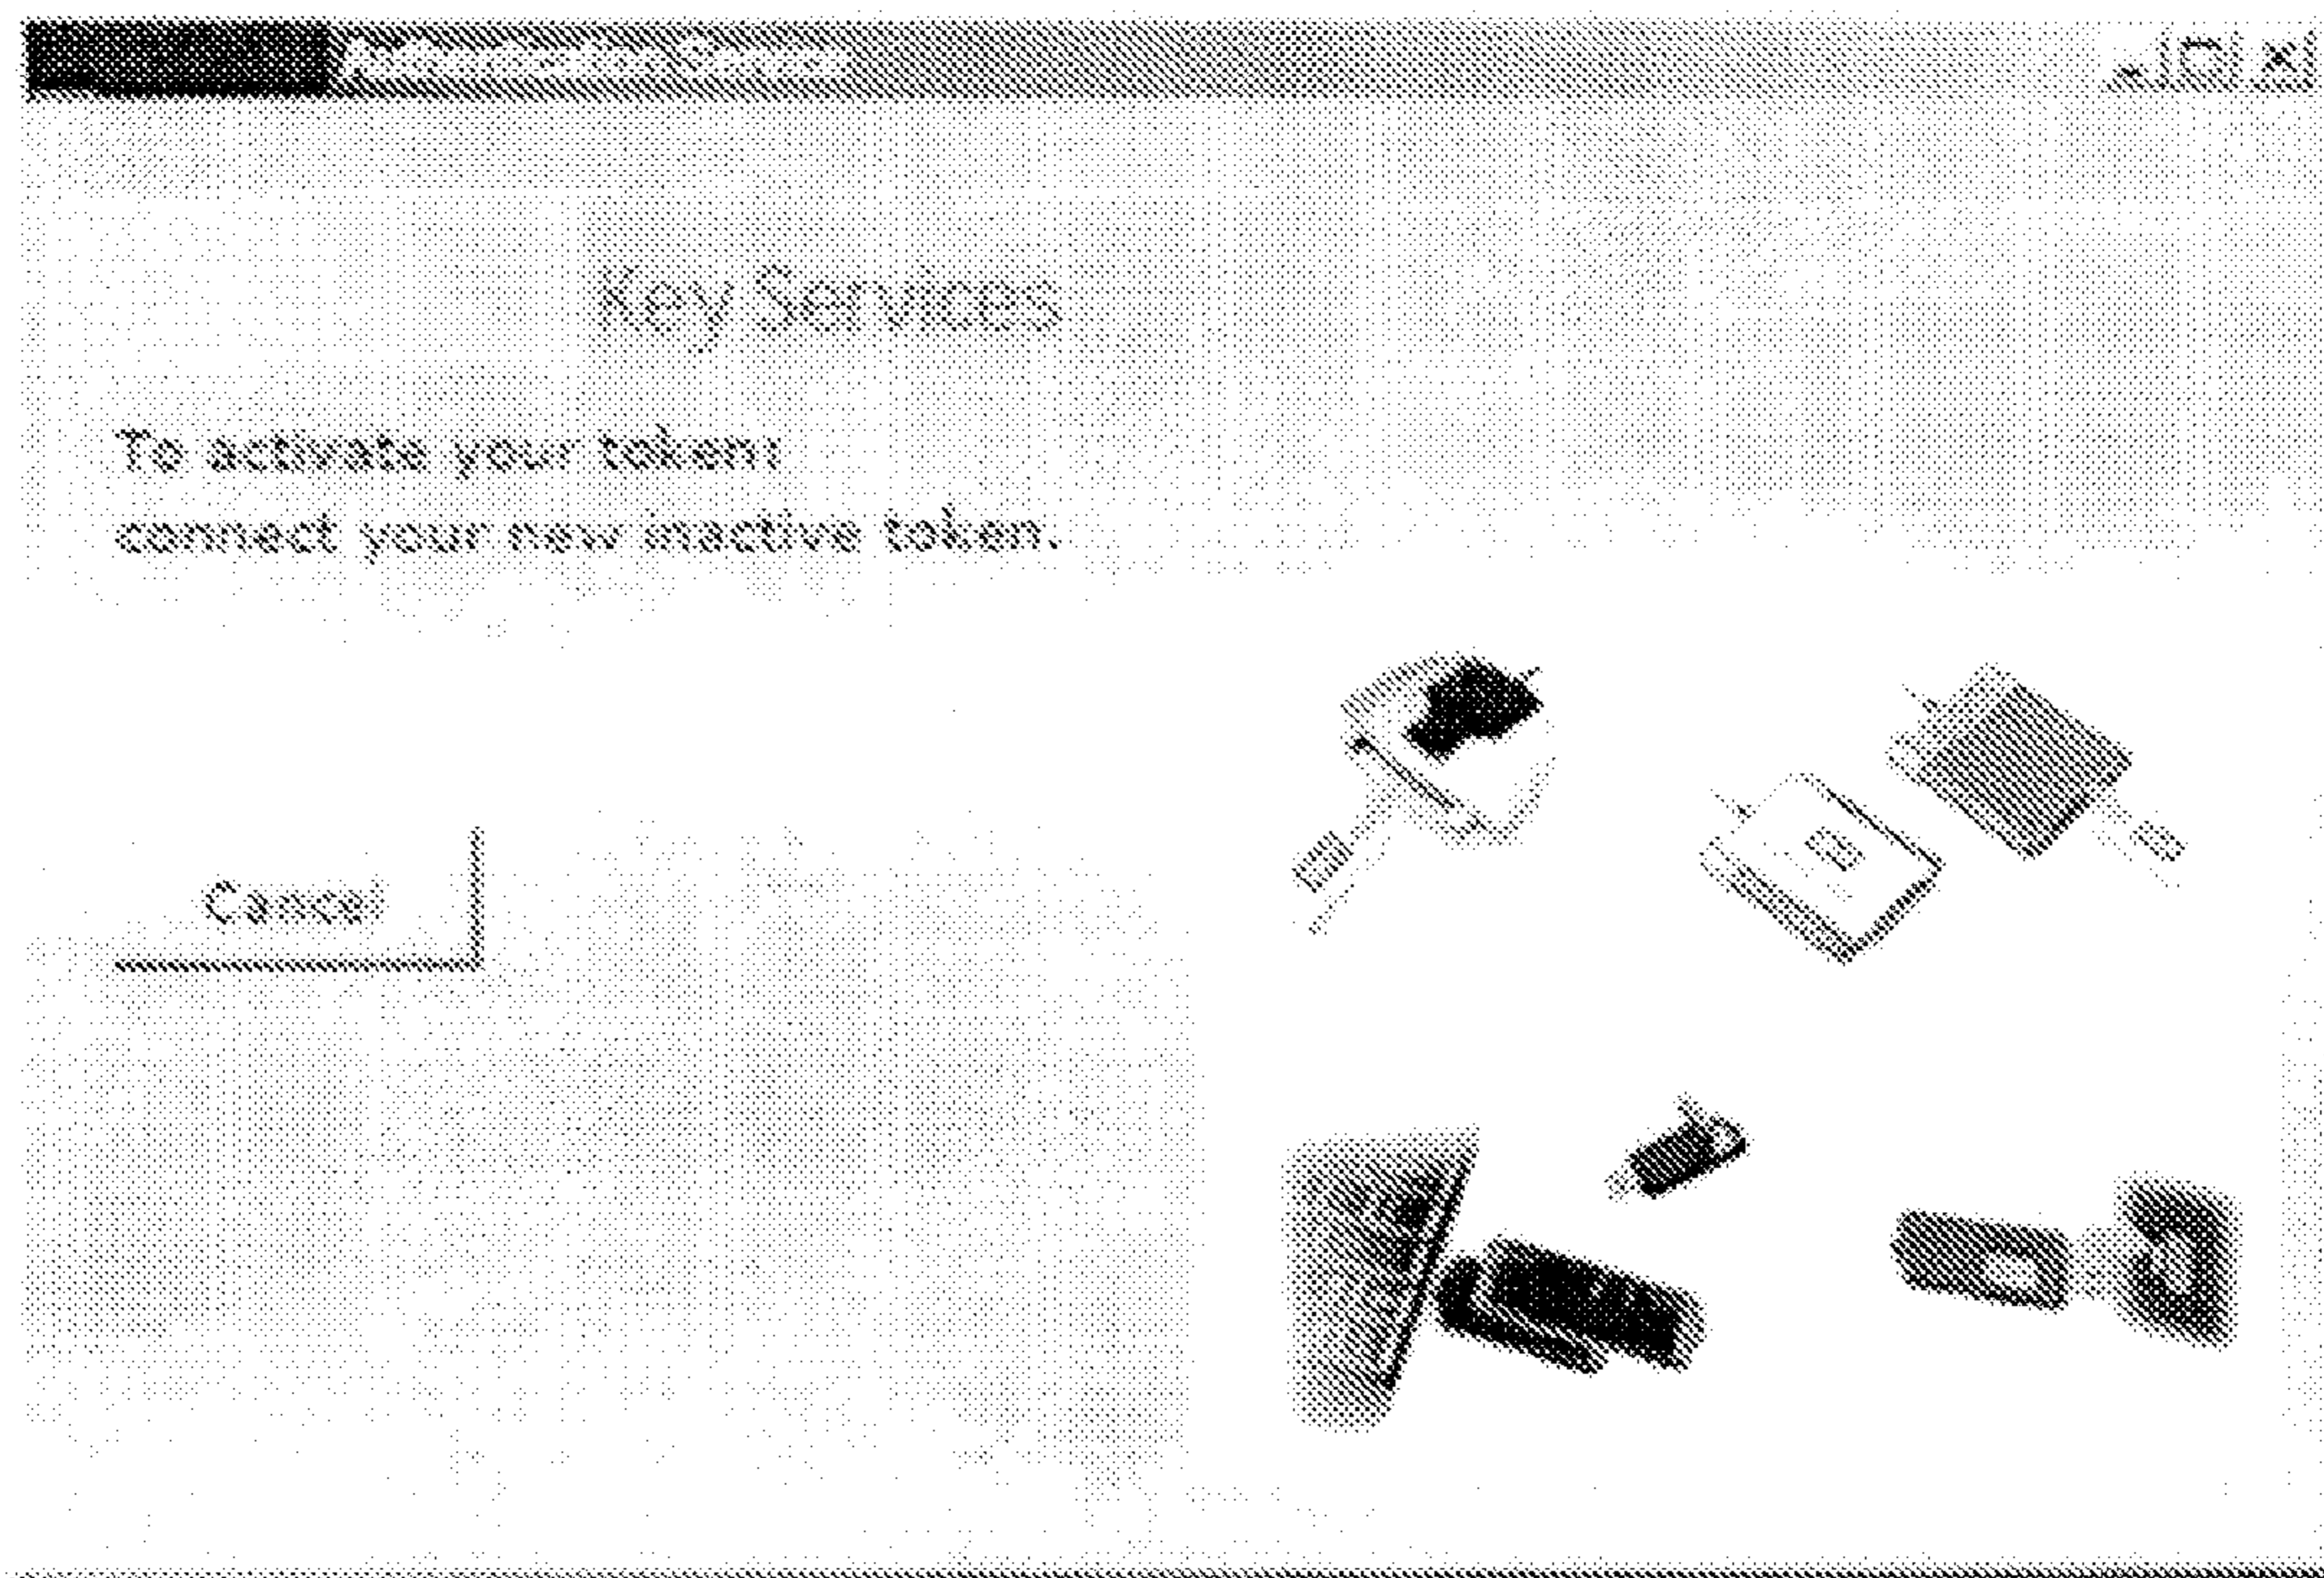 Key Services
To activate your token:
connect your new inactive token.
Cancel